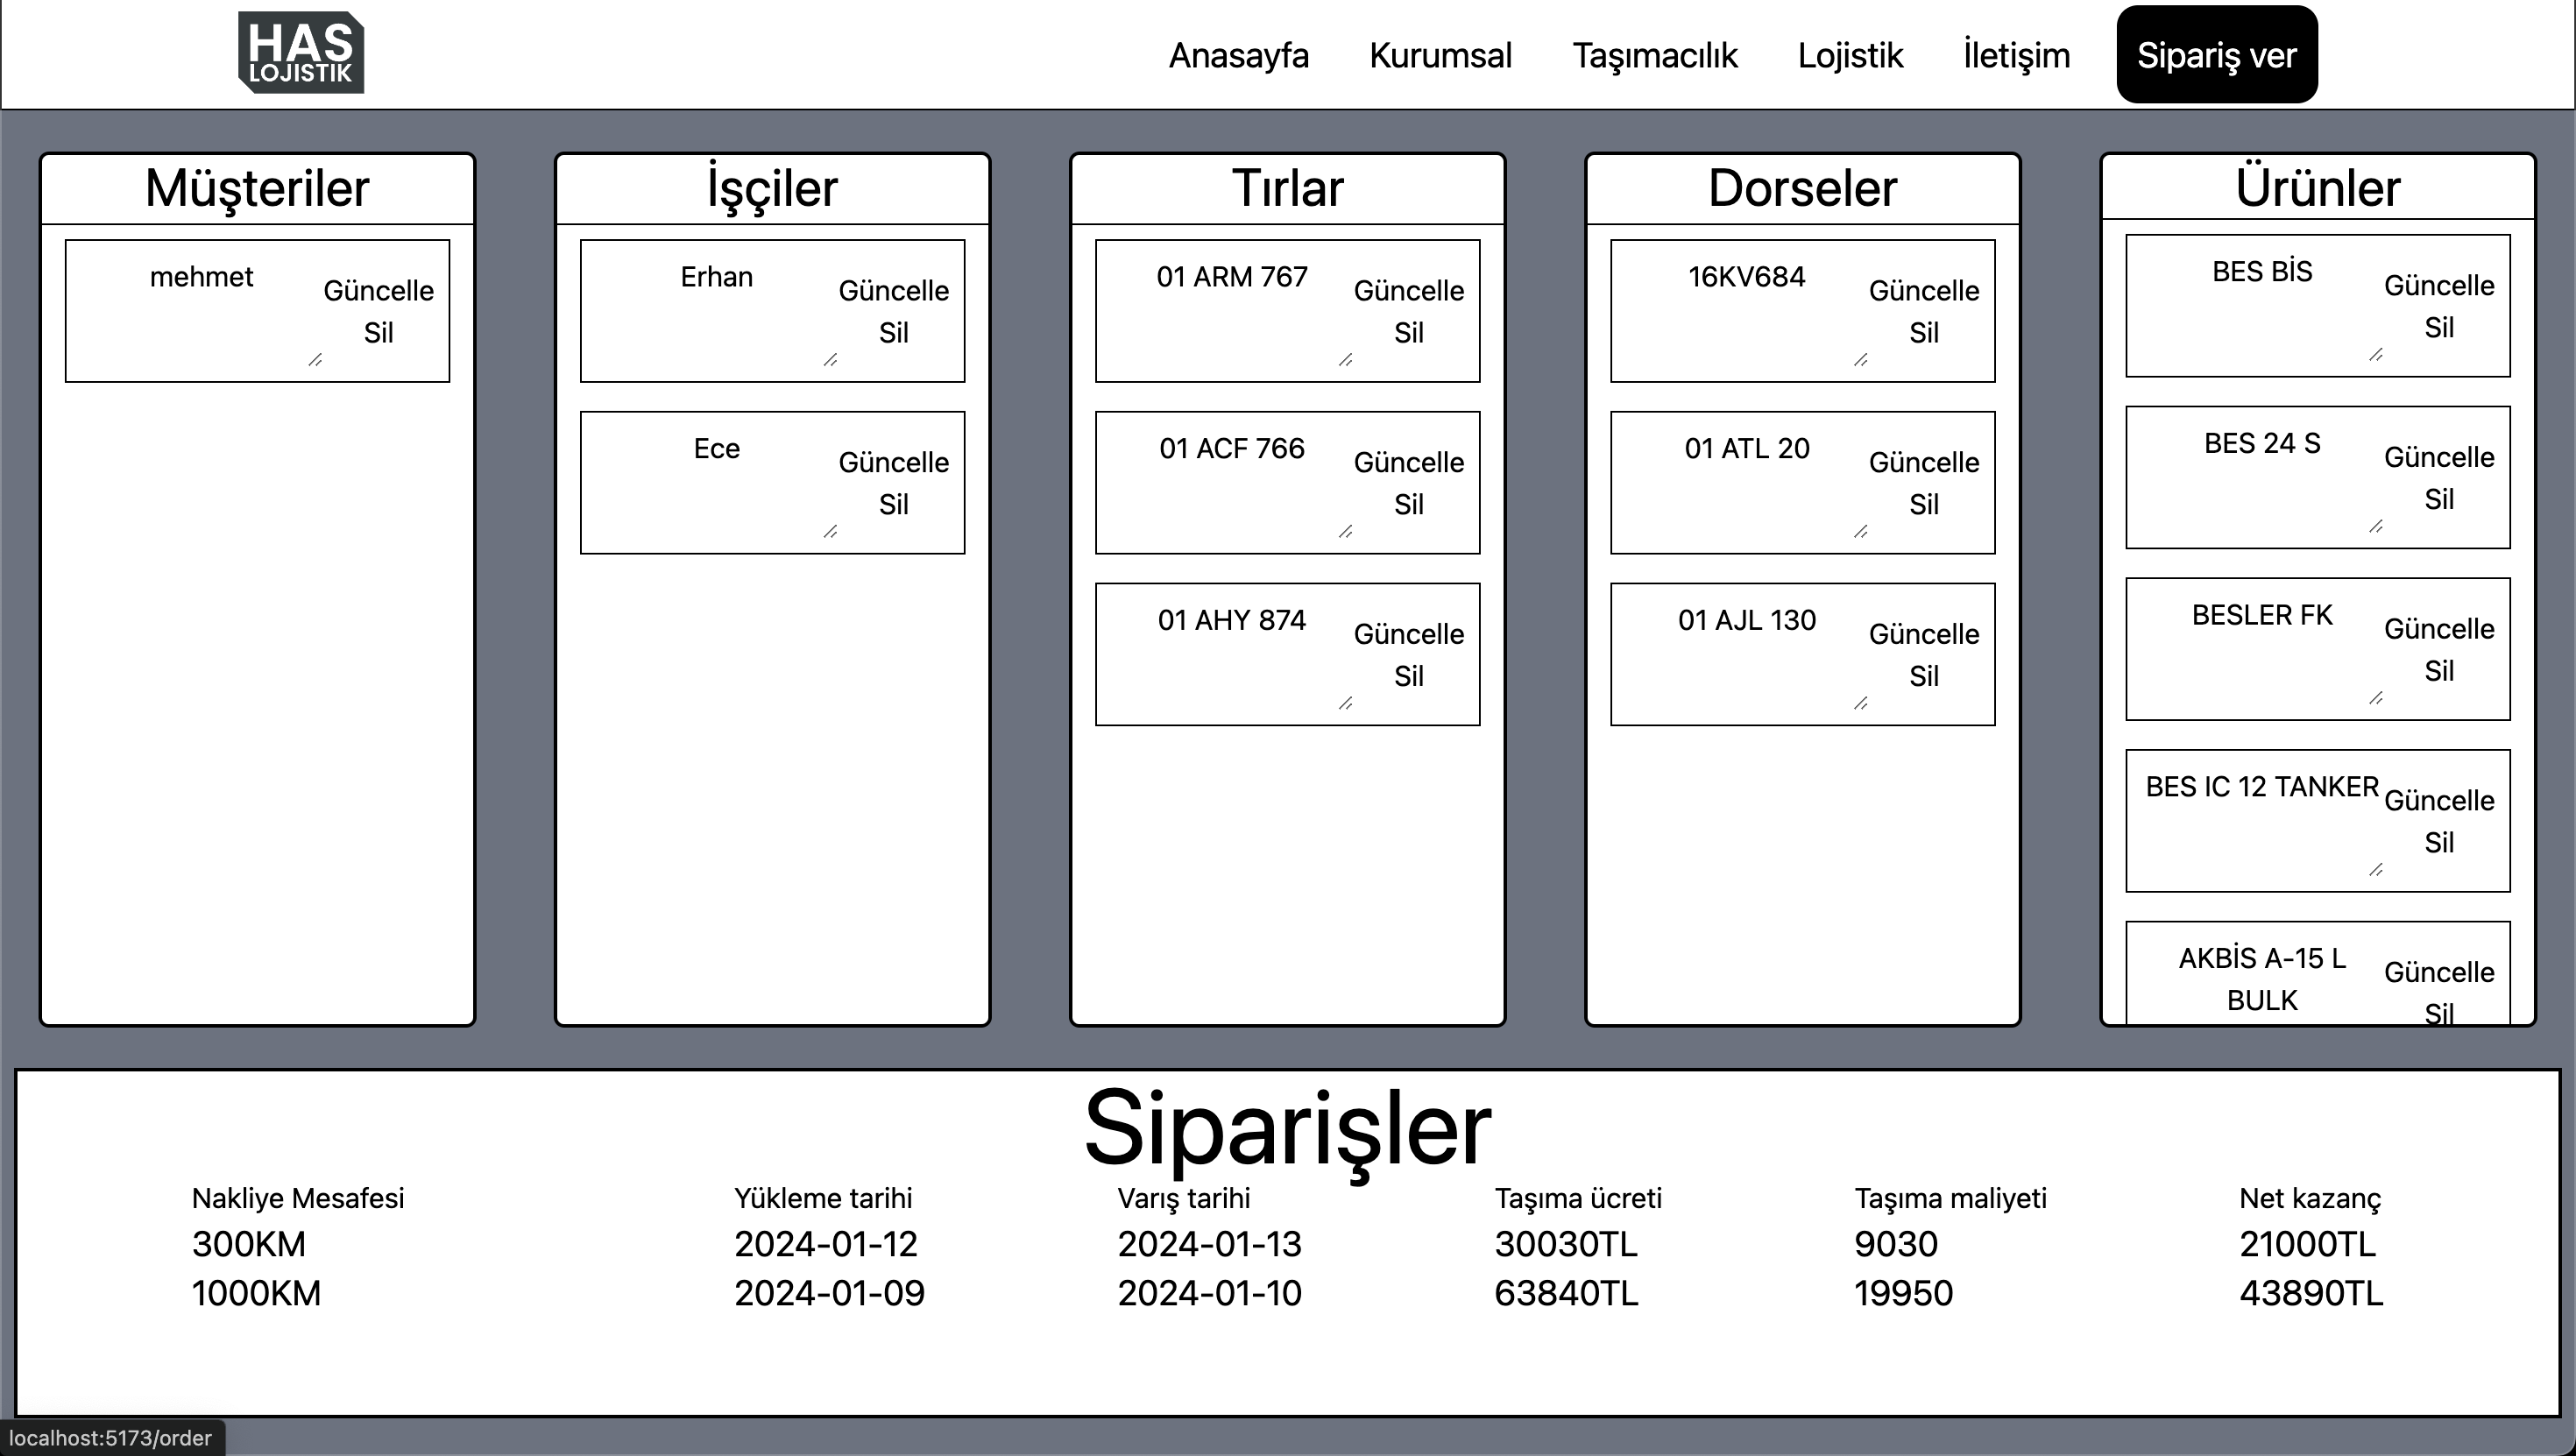 HAS
LOJISTIK
Anasayfa
Kurumsal
Taşımacılık
Lojistik
İletişim
Sipariş ver
Müşteriler
mehmet
Güncelle
Sil
İşçiler
Erhan
Güncelle
Sil
Ece
Güncelle
Sil
Tırlar
01 ARM 767
Güncelle
Sil
01 ACF 766
Güncelle
Sil
01 AHY 874
Güncelle
Sil
Dorseler
16KV684
Güncelle
Sil
01 ATL 20
Güncelle
Sil
01 AJL 130
Güncelle
Sil
Ürünler
BES BİS
Güncelle
Sil
BES 24 S
Güncelle
Sil
BESLER FK
Güncelle
Sil
BES IC 12 TANKER
Güncelle
Sil
AKBİS A-15 L
BULK
Güncelle
Sil
Siparişler
Nakliye Mesafesi
Yükleme tarihi
Varış tarihi
Taşıma ücreti
Taşıma maliyeti
Net kazanç
300KM
2024-01-12
2024-01-13
30030TL
9030
21000TL
1000KM
2024-01-09
2024-01-10
63840TL
19950
43890TL
localhost:5173/order